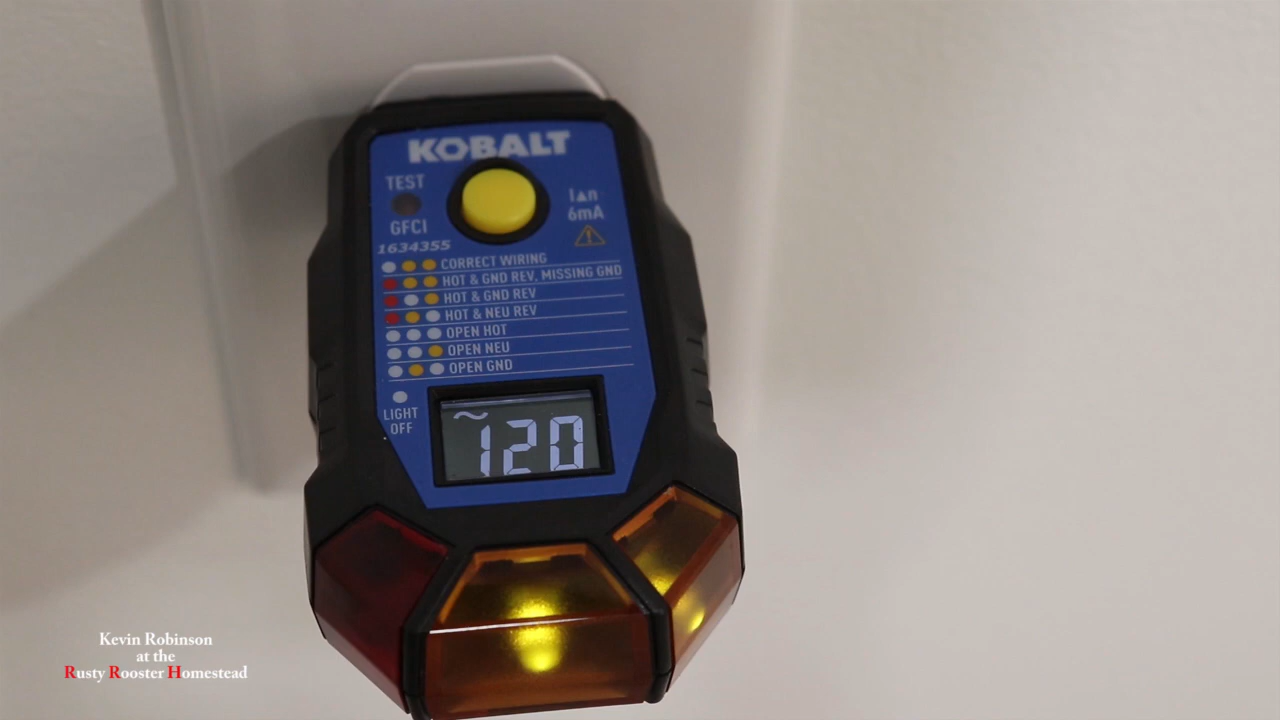 KOBALT
TEST
GFCI
I▲n
6mA
1634355
CORRECT WIRING
HOT & GND REV, MISSING GND
HOT & GND REV
HOT & NEU REV
OPEN HOT
OPEN NEU
OPEN GND
LIGHT
OFF
~120
Kevin Robinson
at the
Rusty Rooster Homestead